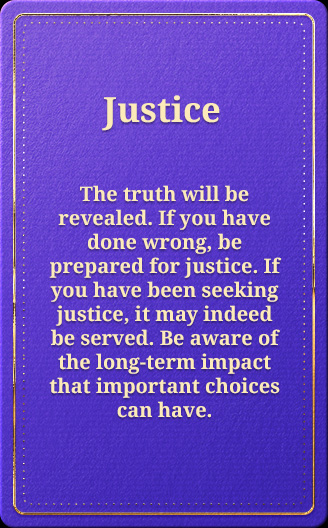 Justice
The truth will be
revealed. If you have
done wrong, be
prepared for justice. If
you have been seeking
justice, it may indeed
be served. Be aware of
the long-term impact
that important choices
can have.